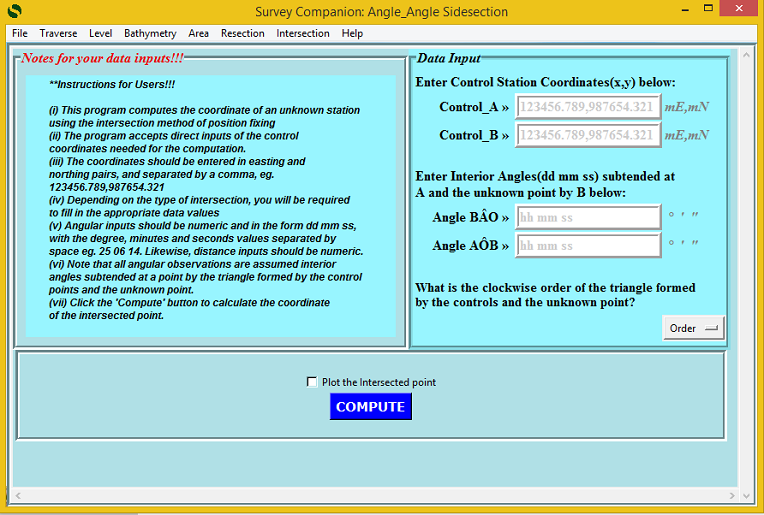 Survey Companion: Angle_Angle Sidesection
File Traverse Level Bathymetry Area Resection Intersection Help
Notes for your data inputs!!!
**Instructions for Users!!!
(i) This program computes the coordinate of an unknown station
using the intersection method of position fixing
(ii) The program accepts direct inputs of the control
coordinates needed for the computation.
(iii) The coordinates should be entered in easting and
northing pairs, and separated by a comma, eg.
123456.789,987654.321
(iv) Depending on the type of intersection, you will be required
to fill in the appropriate data values
(v) Angular inputs should be numeric and in the form dd mm ss,
with the degree, minutes and seconds values separated by
space eg. 25 06 14. Likewise, distance inputs should be numeric.
(vi) Note that all angular observations are assumed interior
angles subtended at a point by the triangle formed by the control
points and the unknown point.
(vii) Click the 'Compute' button to calculate the coordinate
of the intersected point.
Data Input
Enter Control Station Coordinates(x,y) below:
Control_A » 123456.789,987654.321 mE,mN
Control_B » 123456.789,987654.321 mE,mN
Enter Interior Angles(dd mm ss) subtended at
A and the unknown point by B below:
Angle BÂO » hh mm ss ° ' "
Angle AÔB » hh mm ss ° ' "
What is the clockwise order of the triangle formed
by the controls and the unknown point?
Order
Plot the Intersected point
COMPUTE